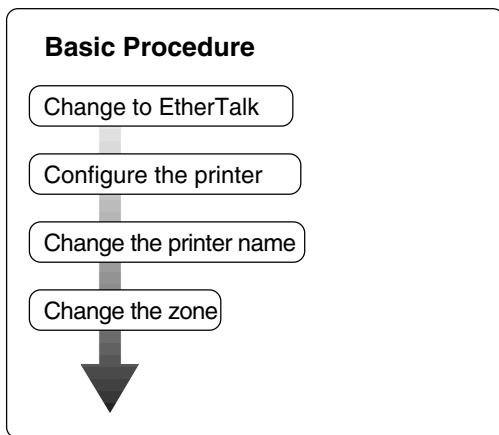 Basic Procedure
Change to EtherTalk
Configure the printer
Change the printer name
Change the zone